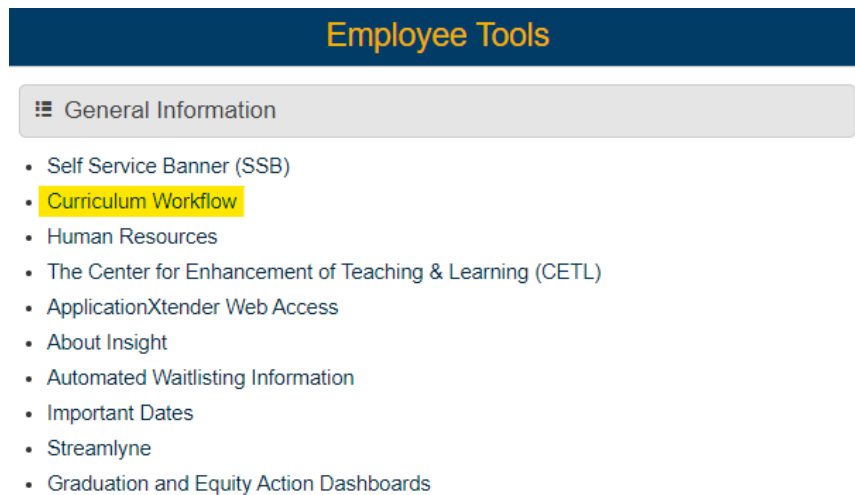 Employee Tools
General Information
Self Service Banner (SSB)
Curriculum Workflow
Human Resources
The Center for Enhancement of Teaching & Learning (CETL)
ApplicationXtender Web Access
About Insight
Automated Waitlisting Information
Important Dates
Streamlyne
Graduation and Equity Action Dashboards